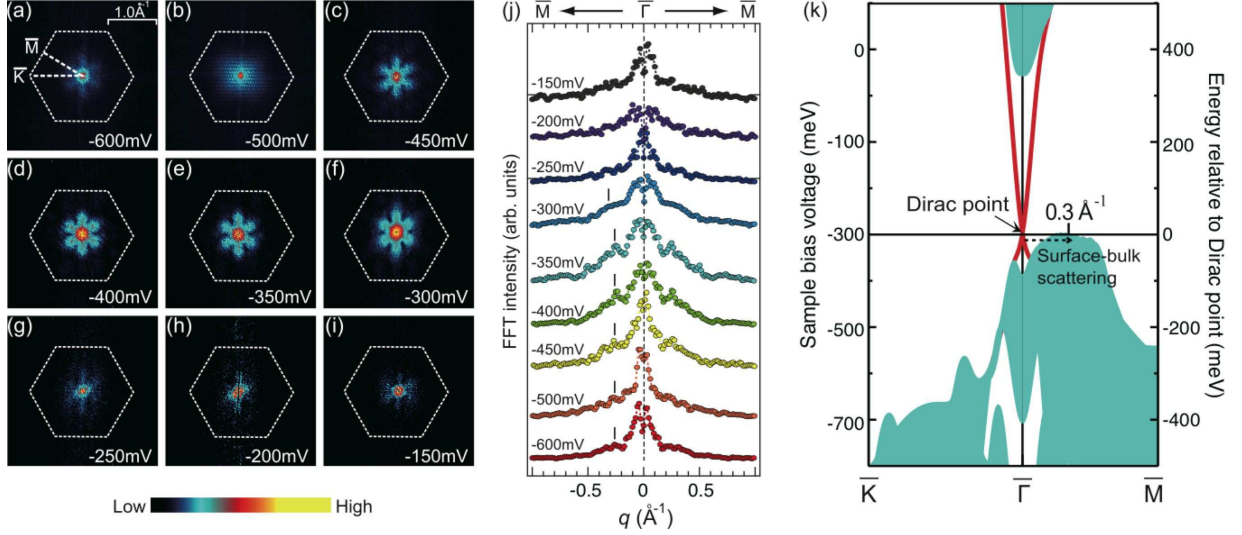 (a)
1.0Å⁻¹
M̅
K̅
-600mV
(b)
-500mV
(c)
-450mV
(d)
-400mV
(e)
-350mV
(f)
-300mV
(g)
-250mV
(h)
-200mV
(i)
-150mV
Low
High
(j)
M̅ Γ̅ M̅
FFT intensity (arb. units)
-150mV
-200mV
-250mV
-300mV
-350mV
-400mV
-450mV
-500mV
-600mV
-0.5 0 0.5
q (Å⁻¹)
(k)
Sample bias voltage (meV)
0
-100
-300
-500
-700
Dirac point
0.3 Å⁻¹
Surface-bulk
scattering
400
200
0
-200
-400
Energy relative to Dirac point (meV)
K̅ Γ̅ M̅